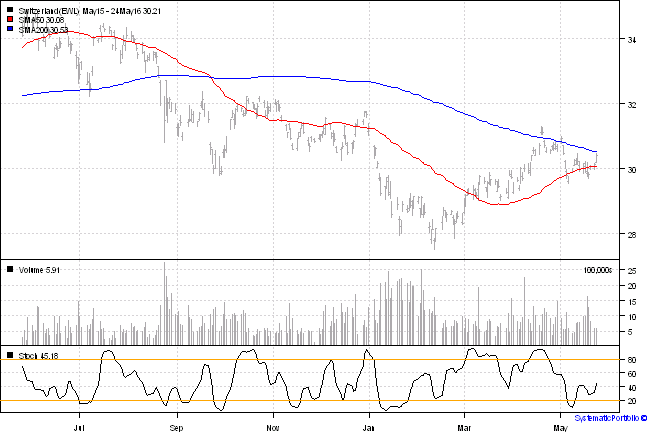 Switzerland(EWL) May15 - 24May16 30.21
SMA50 30.08
SMA200 30.53
34
32
30
28
Volume 5.91
100,000s
25
20
15
10
5
Stoch 45.18
80
60
40
20
Jul Sep Nov Jan Mar May
SystematicPortfolio ©